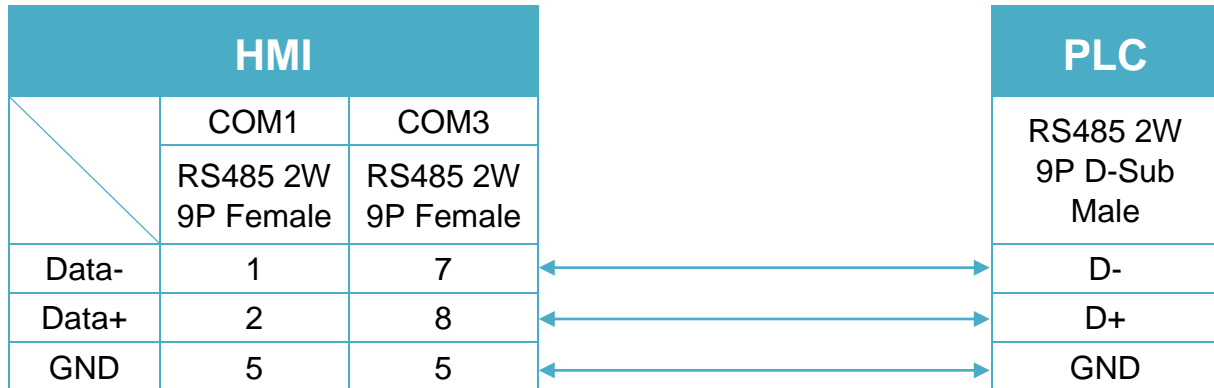 HMI
PLC
COM1 COM3
RS485 2W
9P Female
RS485 2W
9P Female
RS485 2W
9P D-Sub
Male
Data- 1 7 D-
Data+ 2 8 D+
GND 5 5 GND